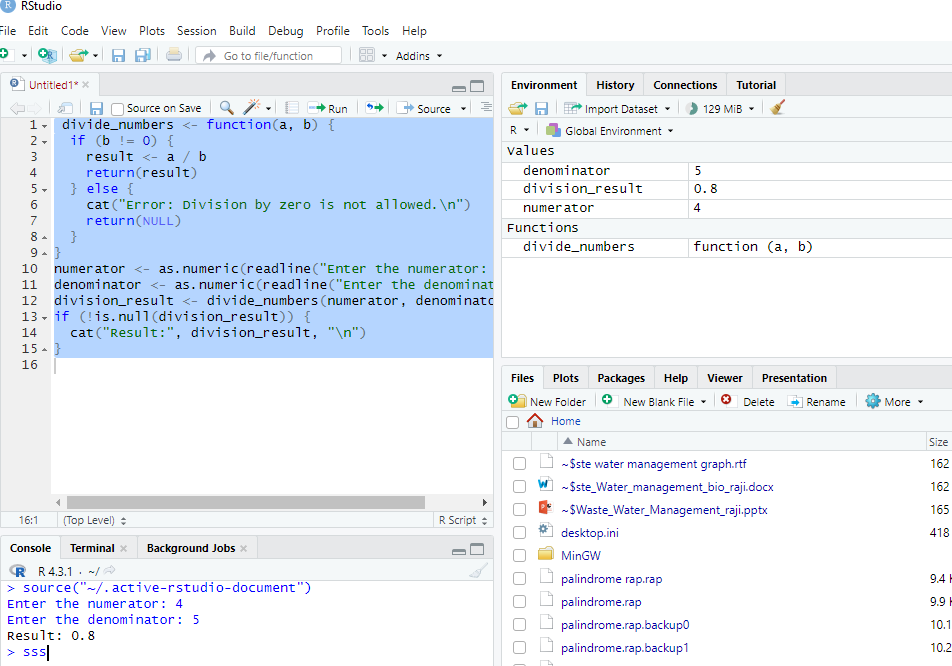 RStudio
File Edit Code View Plots Session Build Debug Profile Tools Help
Go to file/function Addins
Untitled1*
Source on Save Run Source
1 divide_numbers <- function(a, b) {
2 if (b != 0) {
3 result <- a / b
4 return(result)
5 } else {
6 cat("Error: Division by zero is not allowed.\n")
7 return(NULL)
8 }
9 }
10 numerator <- as.numeric(readline("Enter the numerator:
11 denominator <- as.numeric(readline("Enter the denominat
12 division_result <- divide_numbers(numerator, denominato
13 if (!is.null(division_result)) {
14 cat("Result:", division_result, "\n")
15 }
16
16:1 (Top Level) R Script
Console Terminal Background Jobs
R 4.3.1 · ~/
> source("~/.active-rstudio-document")
Enter the numerator: 4
Enter the denominator: 5
Result: 0.8
> sss
Environment History Connections Tutorial
Import Dataset 129 MiB
R Global Environment
Values
denominator 5
division_result 0.8
numerator 4
Functions
divide_numbers function (a, b)
Files Plots Packages Help Viewer Presentation
New Folder New Blank File Delete Rename More
Home
Name Size
~$ste water management graph.rtf 162
~$ste_Water_management_bio_raji.docx 162
~$Waste_Water_Management_raji.pptx 165
desktop.ini 418
MinGW
palindrome rap.rap 9.4 K
palindrome.rap 9.9 K
palindrome.rap.backup0 10.1
palindrome.rap.backup1 10.2